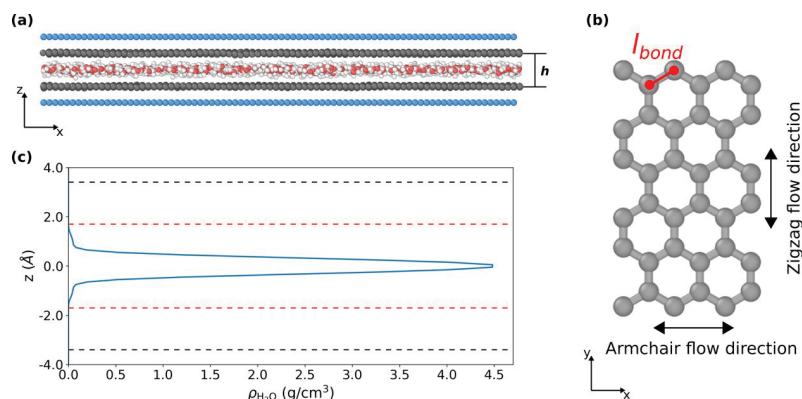 (a)
z
x
h
(b)
l_bond
Zigzag flow direction
Armchair flow direction
y
x
(c)
4.0
2.0
0.0
-2.0
-4.0
z (Å)
0.0 0.5 1.0 1.5 2.0 2.5 3.0 3.5 4.0 4.5
ρH₂O (g/cm³)